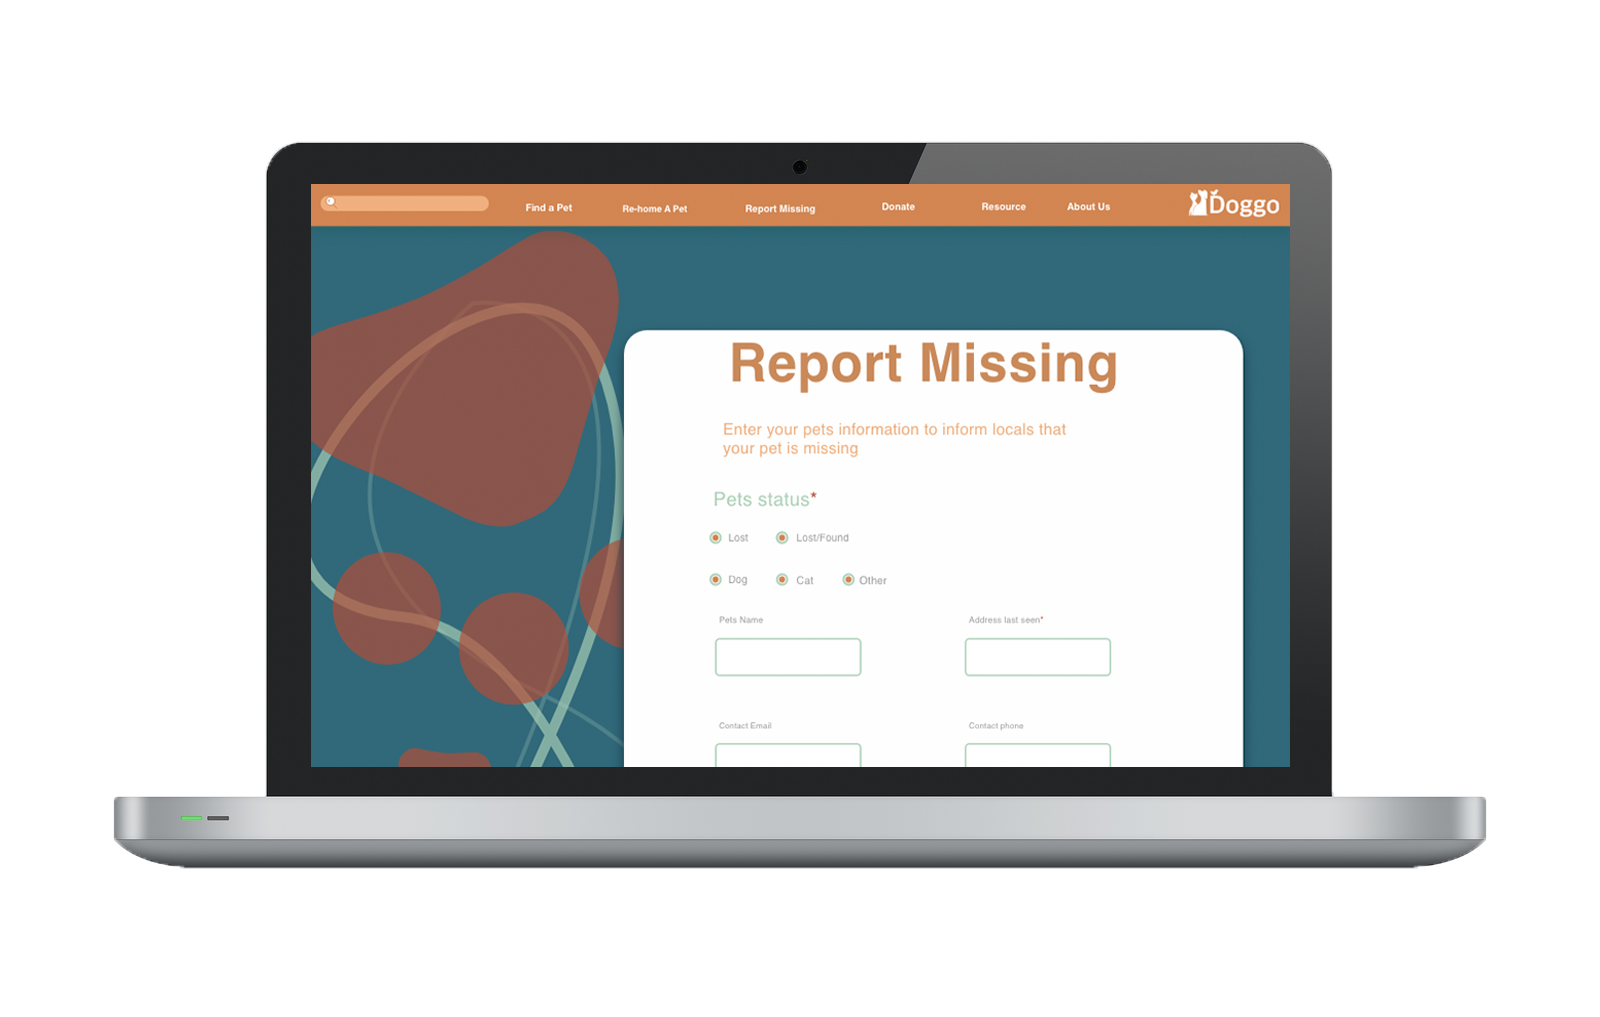 Find a Pet
Re-home A Pet
Report Missing
Donate
Resource
About Us
Doggo
Report Missing
Enter your pets information to inform locals that
your pet is missing
Pets status*
Lost
Lost/Found
Dog
Cat
Other
Pets Name
Address last seen*
Contact Email
Contact phone